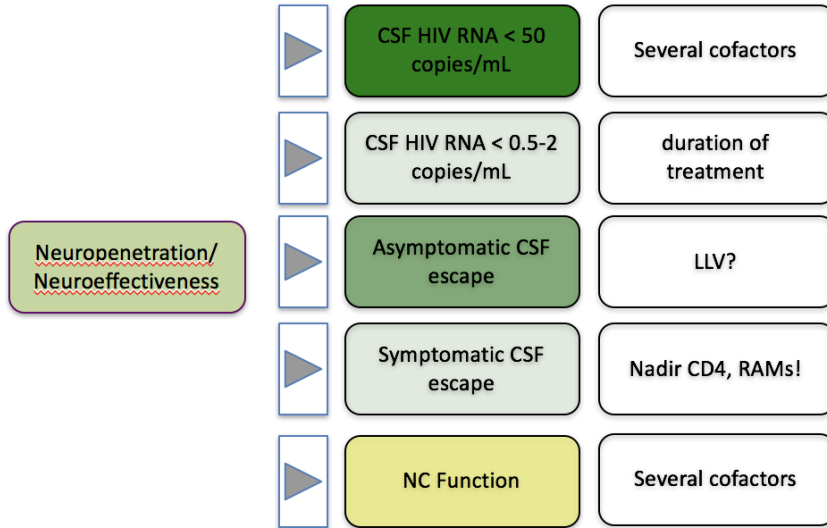 CSF HIV RNA < 50
copies/mL
Several cofactors
CSF HIV RNA < 0.5-2
copies/mL
duration of
treatment
Neuropenetration/
Neuroeffectiveness
Asymptomatic CSF
escape
LLV?
Symptomatic CSF
escape
Nadir CD4, RAMs!
NC Function
Several cofactors